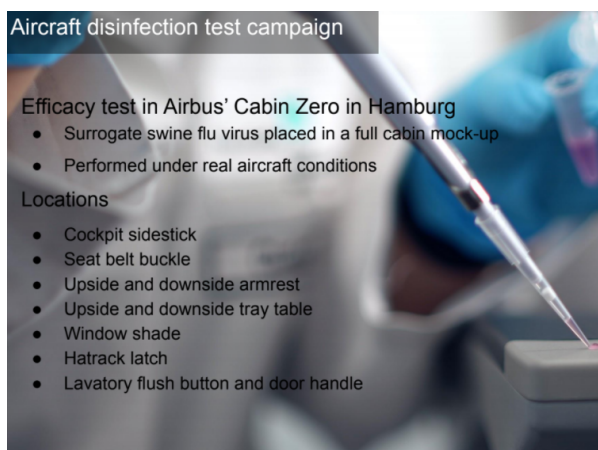 Aircraft disinfection test campaign
Efficacy test in Airbus’ Cabin Zero in Hamburg
● Surrogate swine flu virus placed in a full cabin mock-up
● Performed under real aircraft conditions
Locations
● Cockpit sidestick
● Seat belt buckle
● Upside and downside armrest
● Upside and downside tray table
● Window shade
● Hatrack latch
● Lavatory flush button and door handle